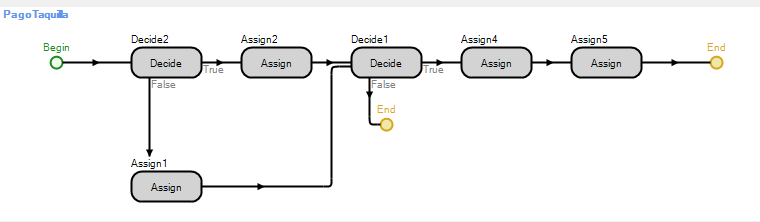 PagoTaquilla
Begin
Decide2
Decide
True
False
Assign2
Assign
Decide1
Decide
True
False
End
Assign4
Assign
Assign5
Assign
End
Assign1
Assign